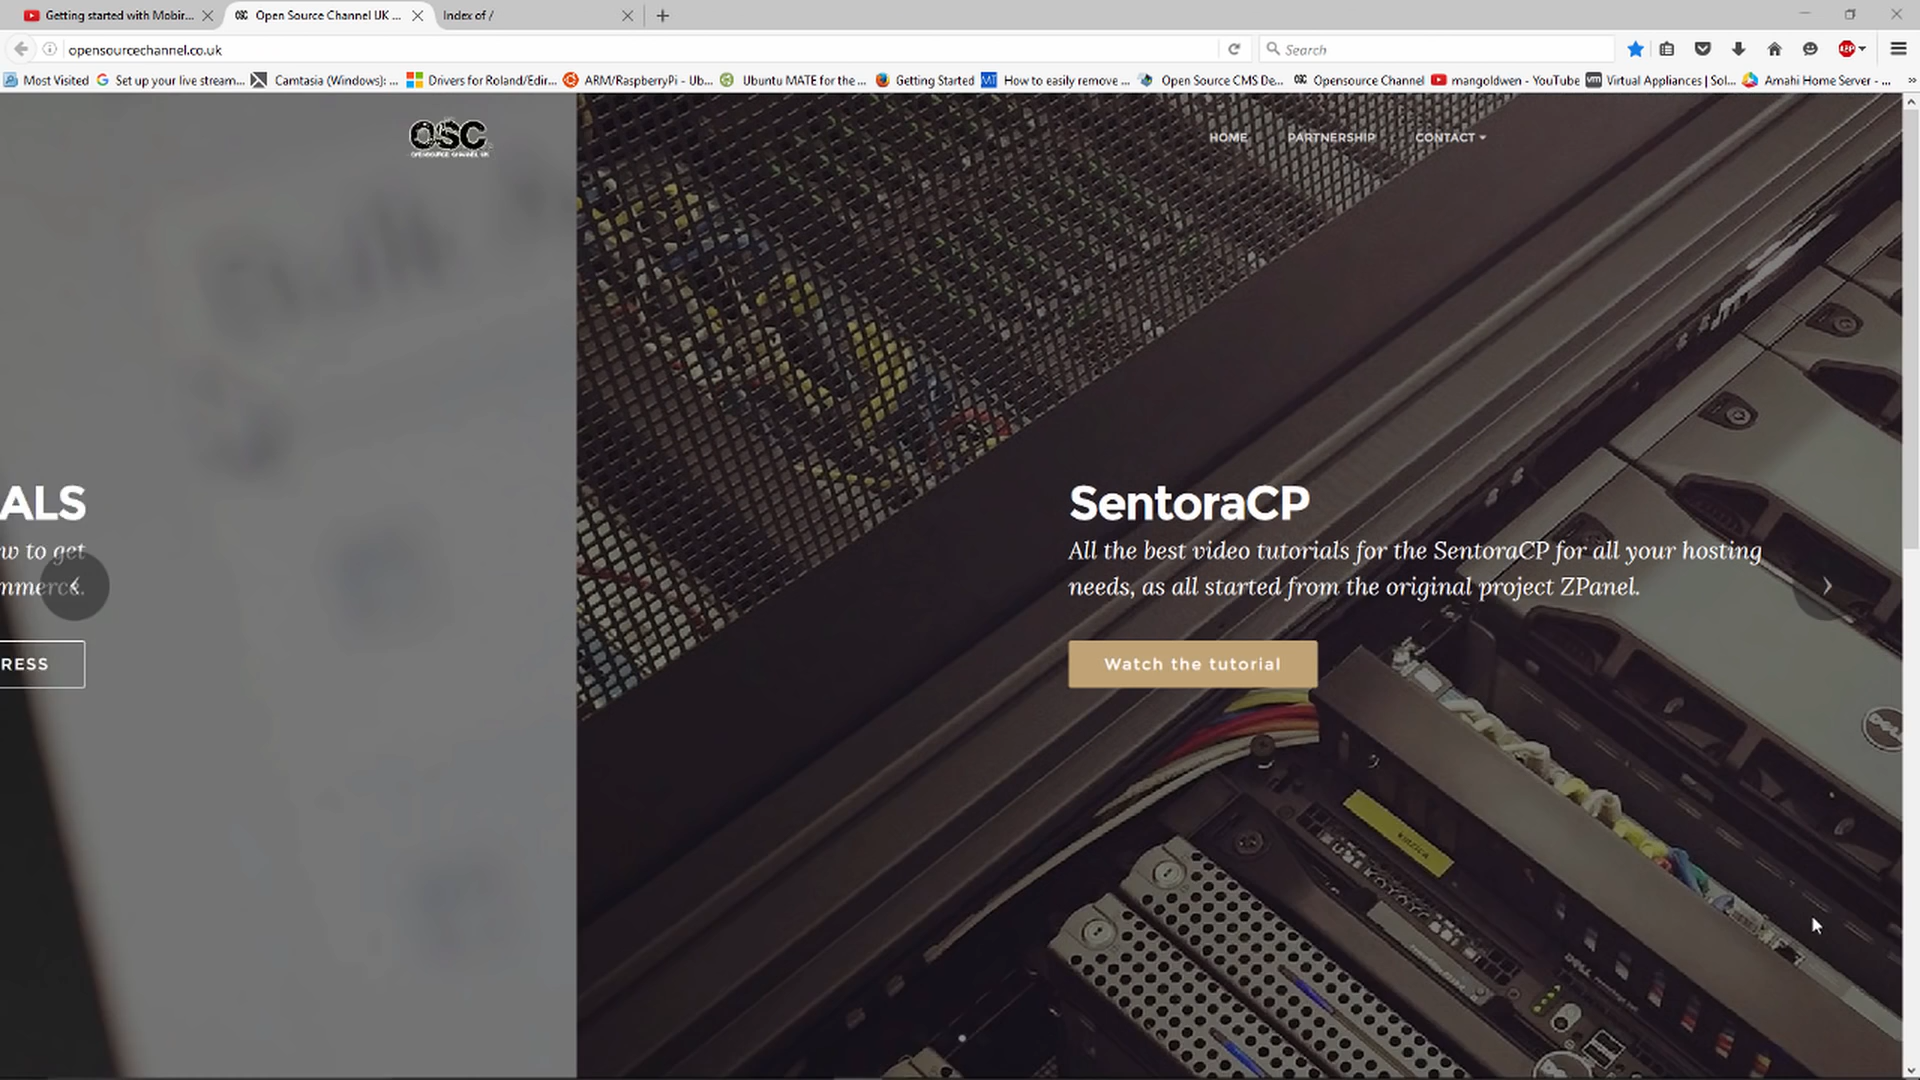 Getting started with Mobir...
Open Source Channel UK ...
Index of /
opensourcechannel.co.uk
Search
Most Visited
Set up your live stream...
Camtasia (Windows): ...
Drivers for Roland/Edir...
ARM/RaspberryPi - Ub...
Ubuntu MATE for the ...
Getting Started
How to easily remove ...
Open Source CMS De...
Opensource Channel
mangoldwen - YouTube
Virtual Appliances | Sol...
Amahi Home Server - ...
OSC
OPENSOURCE CHANNEL UK
HOME
PARTNERSHIP
CONTACT
ALS
w to get
mmerce.
RESS
SentoraCP
All the best video tutorials for the SentoraCP for all your hosting
needs, as all started from the original project ZPanel.
Watch the tutorial